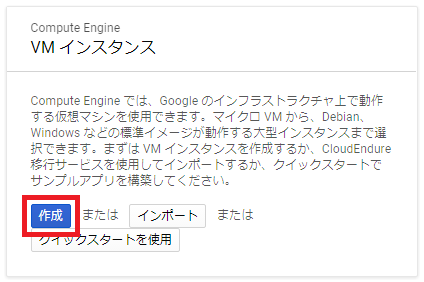 Compute Engine
VM インスタンス
Compute Engine では、Google のインフラストラクチャ上で動作
する仮想マシンを使用できます。マイクロ VM から、Debian、
Windows などの標準イメージが動作する大型インスタンスまで選
択できます。まずは VM インスタンスを作成するか、CloudEndure
移行サービスを使用してインポートするか、クイックスタートで
サンプルアプリを構築してください。
作成 または インポート または
クイックスタートを使用